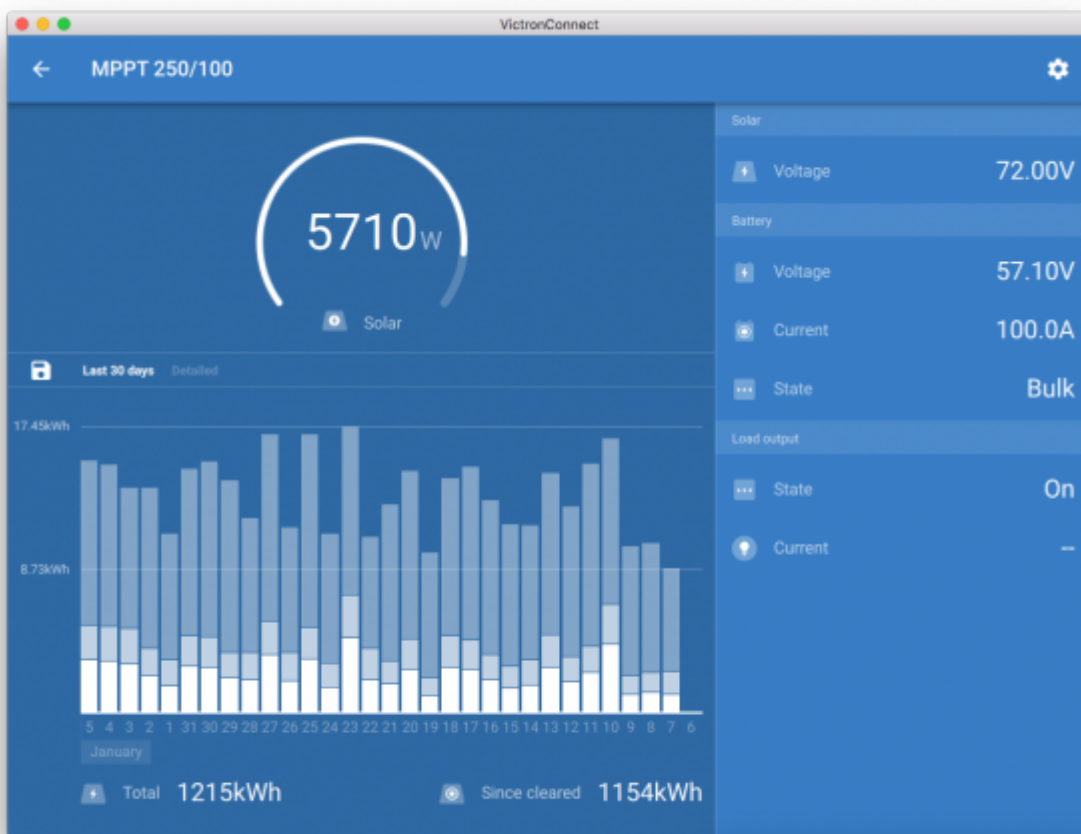 VictronConnect
MPPT 250/100
5710W
Solar
Last 30 days Detailed
17.45kWh
8.73kWh
5 4 3 2 1 31 30 29 28 27 26 25 24 23 22 21 20 19 18 17 16 15 14 13 12 11 10 9 8 7 6
January
Total 1215kWh Since cleared 1154kWh
Solar
Voltage 72.00V
Battery
Voltage 57.10V
Current 100.0A
State Bulk
Load output
State On
Current --